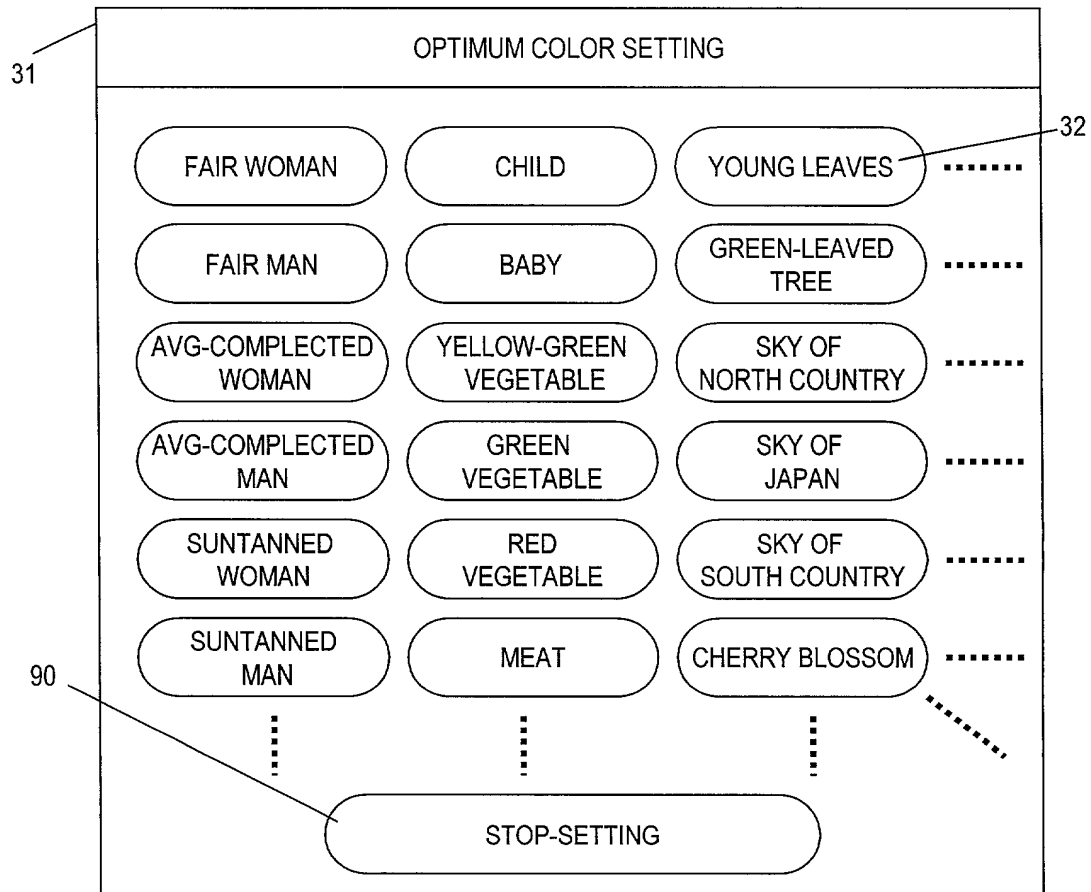 31
OPTIMUM COLOR SETTING
32
FAIR WOMAN
CHILD
YOUNG LEAVES
FAIR MAN
BABY
GREEN-LEAVED
TREE
AVG-COMPLECTED
WOMAN
YELLOW-GREEN
VEGETABLE
SKY OF
NORTH COUNTRY
AVG-COMPLECTED
MAN
GREEN
VEGETABLE
SKY OF
JAPAN
SUNTANNED
WOMAN
RED
VEGETABLE
SKY OF
SOUTH COUNTRY
SUNTANNED
MAN
MEAT
CHERRY BLOSSOM
90
STOP-SETTING